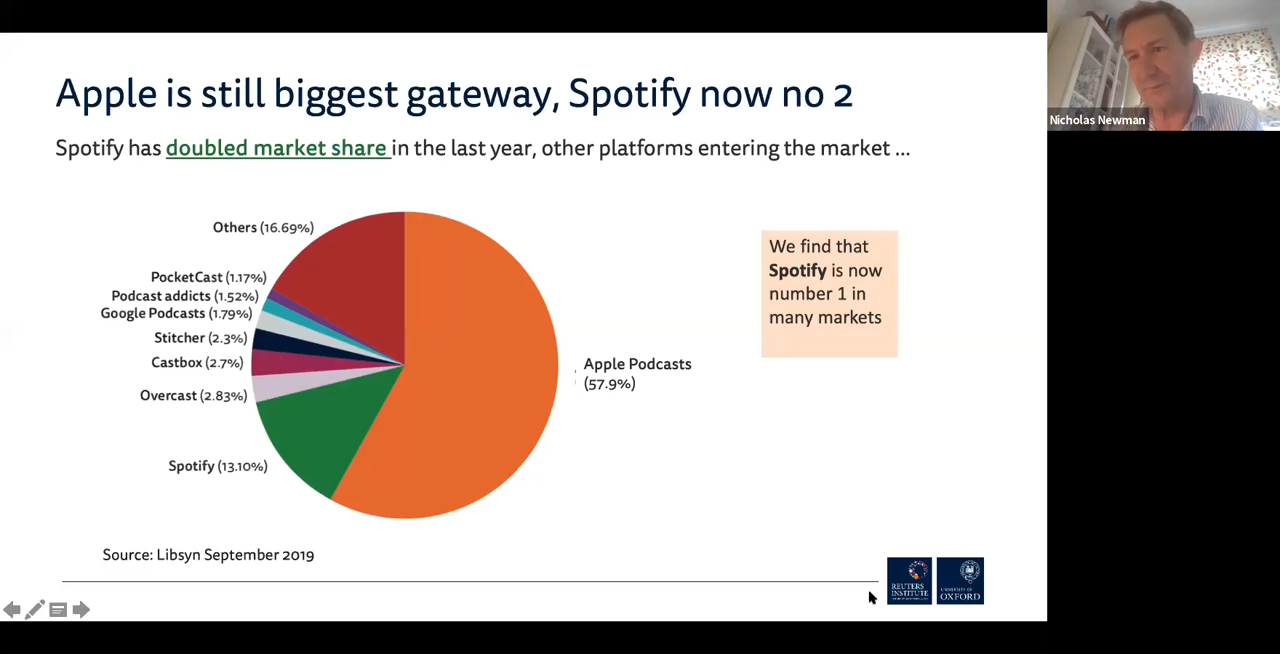 Apple is still biggest gateway, Spotify now no 2
Nicholas Newman
Spotify has doubled market share in the last year, other platforms entering the market ...
Others (16.69%)
PocketCast (1.17%)
Podcast addicts (1.52%)
Google Podcasts (1.79%)
Stitcher (2.3%)
Castbox (2.7%)
Overcast (2.83%)
Spotify (13.10%)
Apple Podcasts
(57.9%)
We find that
Spotify is now
number 1 in
many markets
Source: Libsyn September 2019
REUTERS
INSTITUTE
UNIVERSITY OF
OXFORD